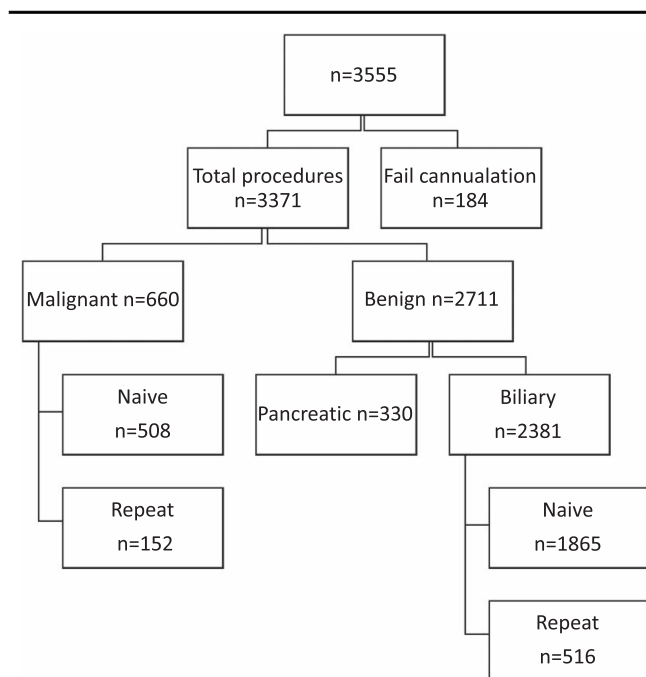 n=3555
Total procedures
n=3371
Fail cannualation
n=184
Malignant n=660
Benign n=2711
Naive
n=508
Pancreatic n=330
Biliary
n=2381
Repeat
n=152
Naive
n=1865
Repeat
n=516